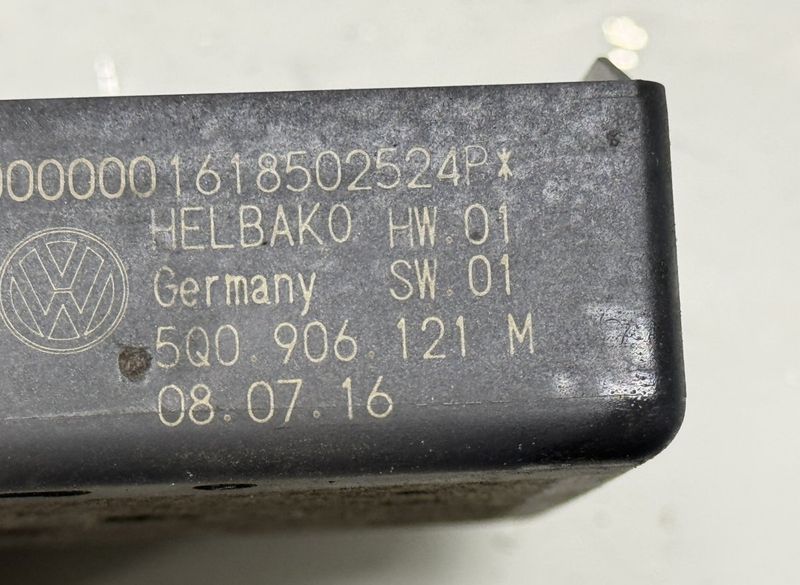 0000001618502524P*
HELBAKO HW.01
Germany SW.01
5Q0.906.121 M
08.07.16